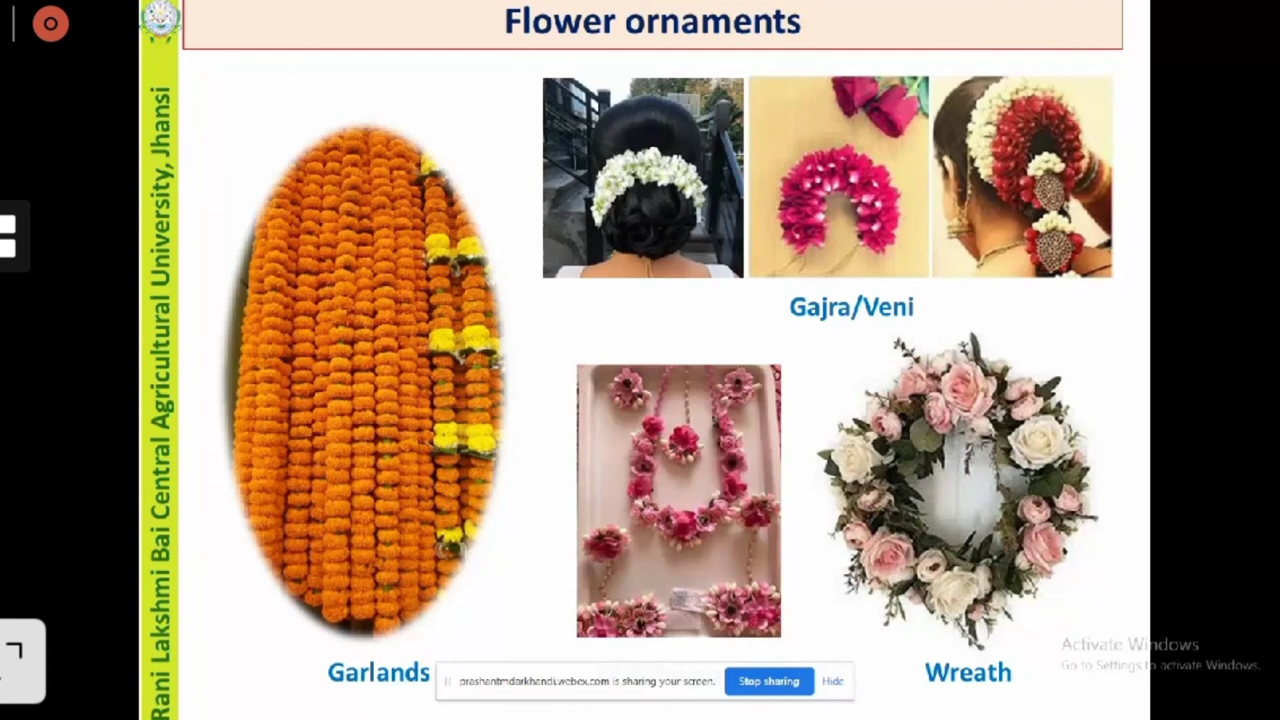 Flower ornaments
Rani Lakshmi Bai Central Agricultural University, Jhansi
Gajra/Veni
Garlands
Wreath
prashantmdarkhandi.webex.com is sharing your screen.
Stop sharing
Hide
Activate Windows
Go to Settings to activate Windows.